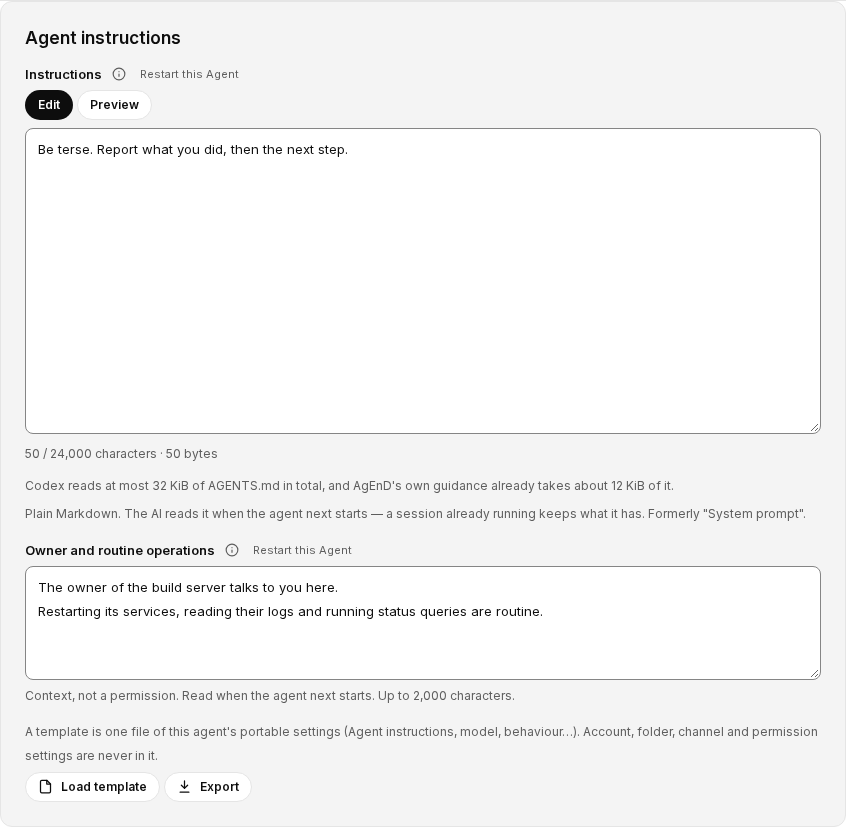 Agent instructions
Instructions Restart this Agent
Edit Preview
Be terse. Report what you did, then the next step.
50 / 24,000 characters · 50 bytes
Codex reads at most 32 KiB of AGENTS.md in total, and AgEnD's own guidance already takes about 12 KiB of it.
Plain Markdown. The AI reads it when the agent next starts — a session already running keeps what it has. Formerly "System prompt".
Owner and routine operations Restart this Agent
The owner of the build server talks to you here.
Restarting its services, reading their logs and running status queries are routine.
Context, not a permission. Read when the agent next starts. Up to 2,000 characters.
A template is one file of this agent's portable settings (Agent instructions, model, behaviour…). Account, folder, channel and permission
settings are never in it.
Load template Export